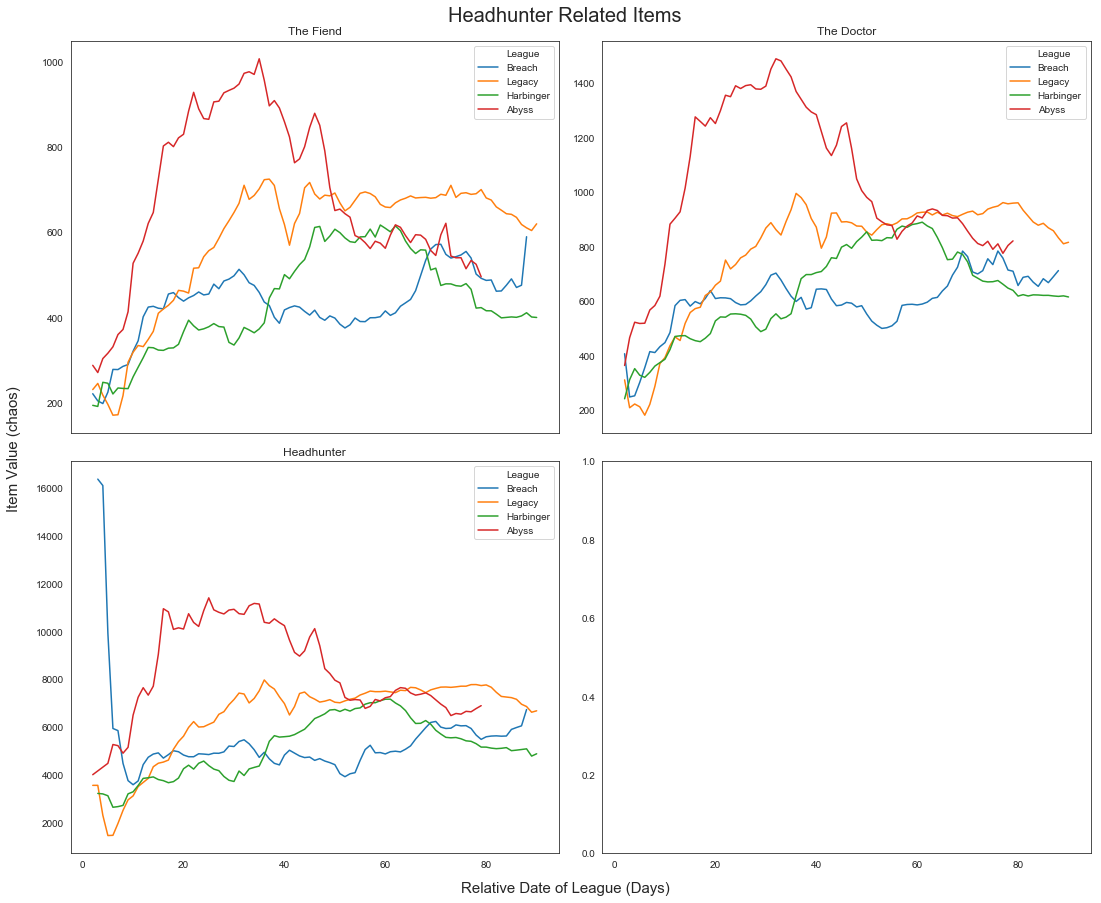 Headhunter Related Items
The Fiend
1000
800
600
400
200
League
Breach
Legacy
Harbinger
Abyss
The Doctor
1400
1200
1000
800
600
400
200
League
Breach
Legacy
Harbinger
Abyss
Item Value (chaos)
Headhunter
16000
14000
12000
10000
8000
6000
4000
2000
0
20
40
60
80
League
Breach
Legacy
Harbinger
Abyss
1.0
0.8
0.6
0.4
0.2
0.0
0
20
40
60
80
Relative Date of League (Days)